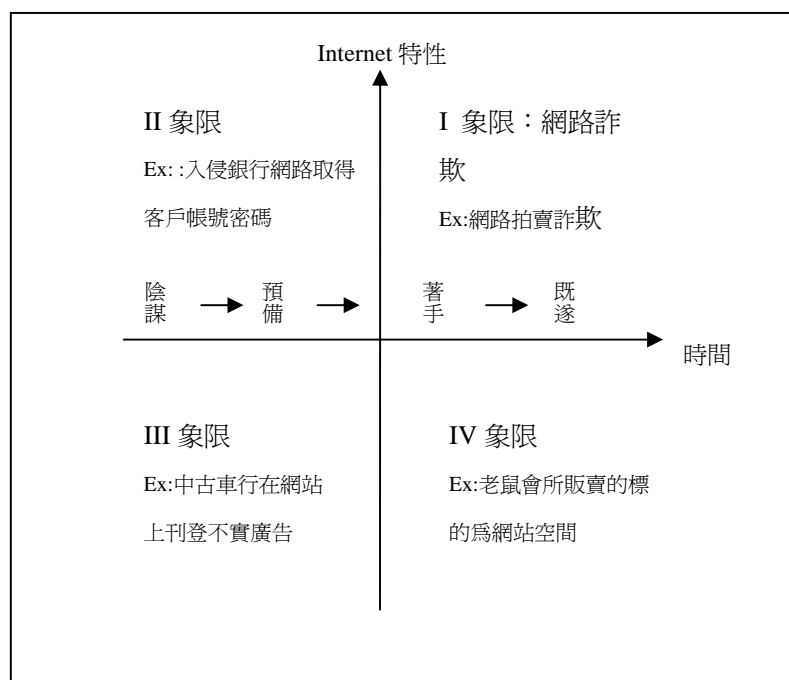 Internet 特性
II 象限
Ex: :入侵銀行網路取得
客戶帳號密碼
I 象限：網路詐
欺
Ex:網路拍賣詐欺
陰謀
預備
著手
既遂
時間
III 象限
Ex:中古車行在網站
上刊登不實廣告
IV 象限
Ex:老鼠會所販賣的標
的爲網站空間